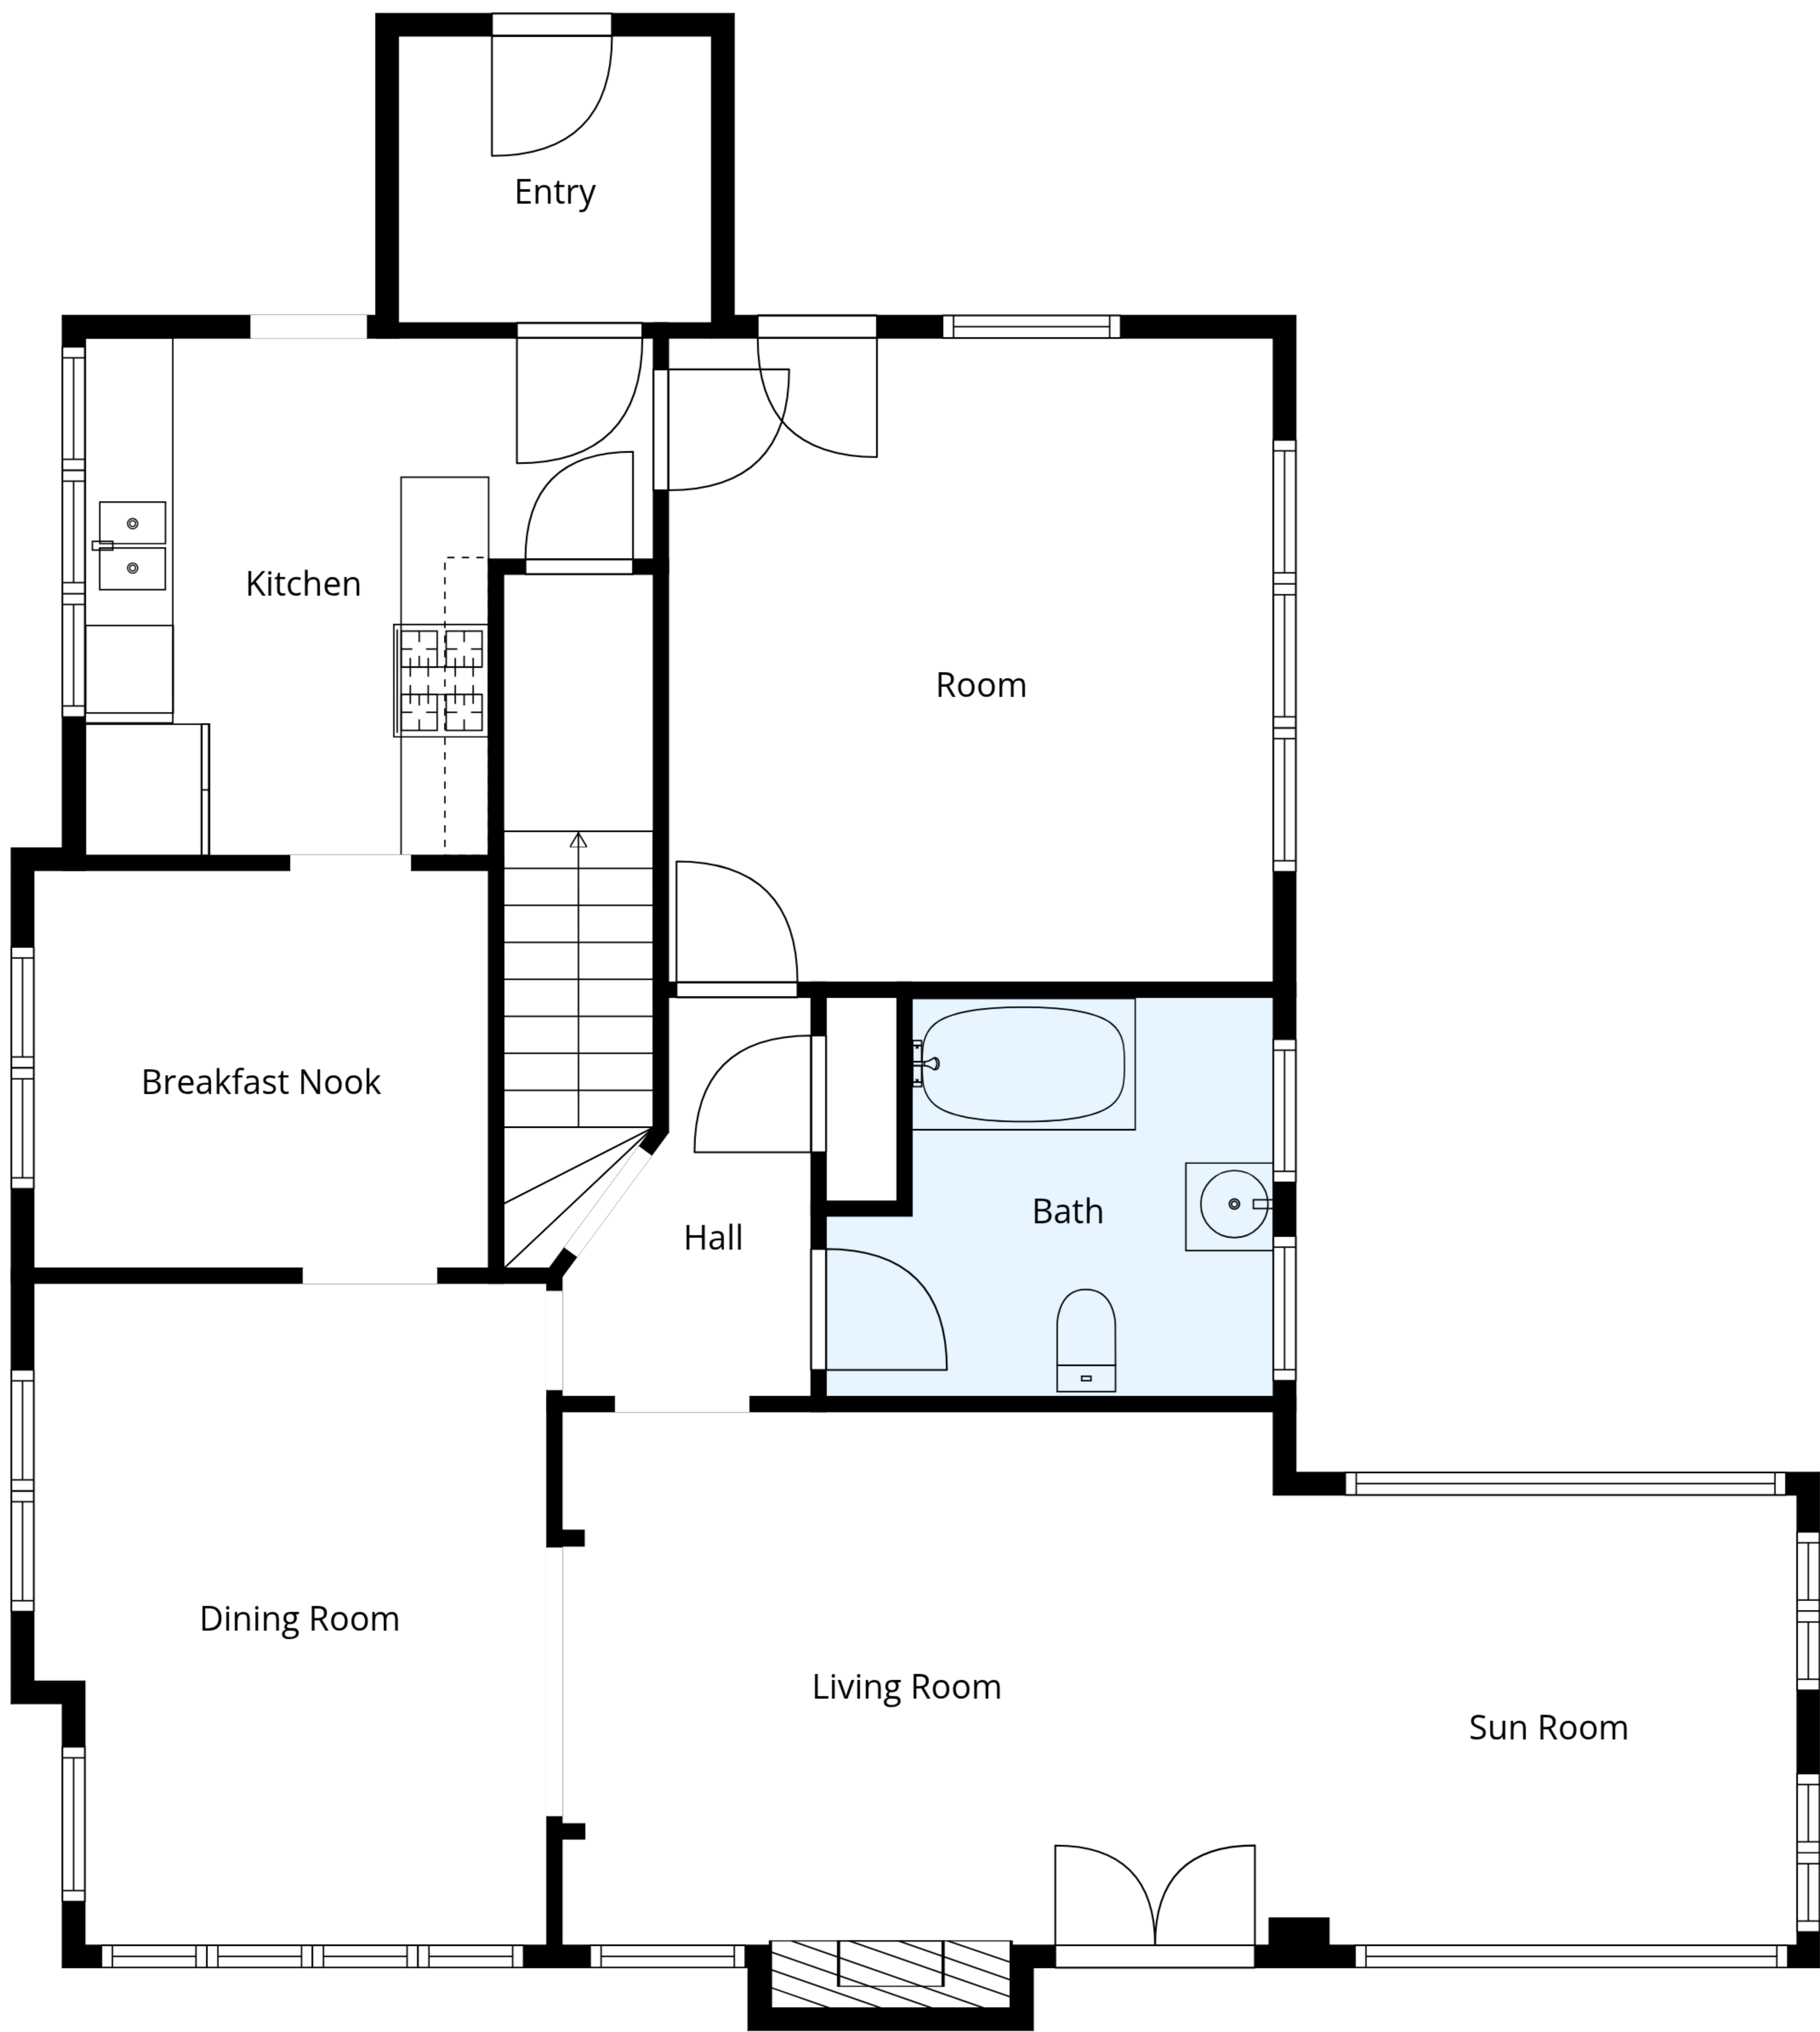 Entry
Kitchen
Room
Breakfast Nook
Bath
Hall
Dining Room
Living Room
Sun Room